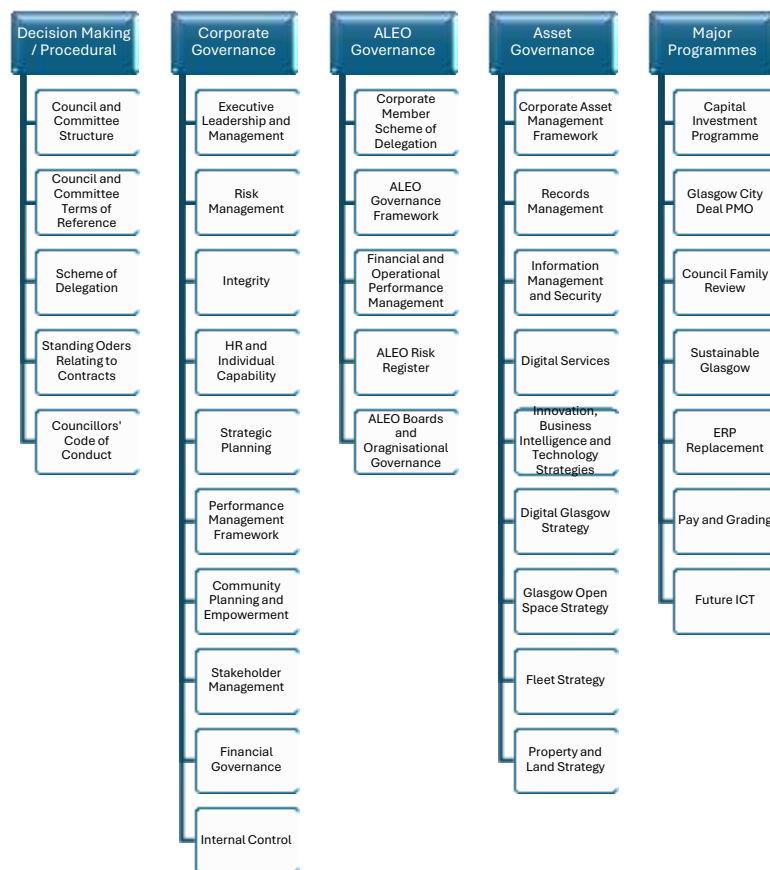 Decision Making
/ Procedural
Council and
Committee
Structure
Council and
Committee
Terms of
Reference
Scheme of
Delegation
Standing Oders
Relating to
Contracts
Councillors'
Code of
Conduct
Corporate
Governance
Executive
Leadership and
Management
Risk
Management
Integrity
HR and
Individual
Capability
Strategic
Planning
Performance
Management
Framework
Community
Planning and
Empowerment
Stakeholder
Management
Financial
Governance
Internal Control
ALEO
Governance
Corporate
Member
Scheme of
Delegation
ALEO
Governance
Framework
Financial and
Operational
Performance
Management
ALEO Risk
Register
ALEO Boards
and
Oragnisational
Governance
Asset
Governance
Corporate Asset
Management
Framework
Records
Management
Information
Management
and Security
Digital Services
Innovation,
Business
Intelligence and
Technology
Strategies
Digital Glasgow
Strategy
Glasgow Open
Space Strategy
Fleet Strategy
Property and
Land Strategy
Major
Programmes
Capital
Investment
Programme
Glasgow City
Deal PMO
Council Family
Review
Sustainable
Glasgow
ERP
Replacement
Pay and Grading
Future ICT